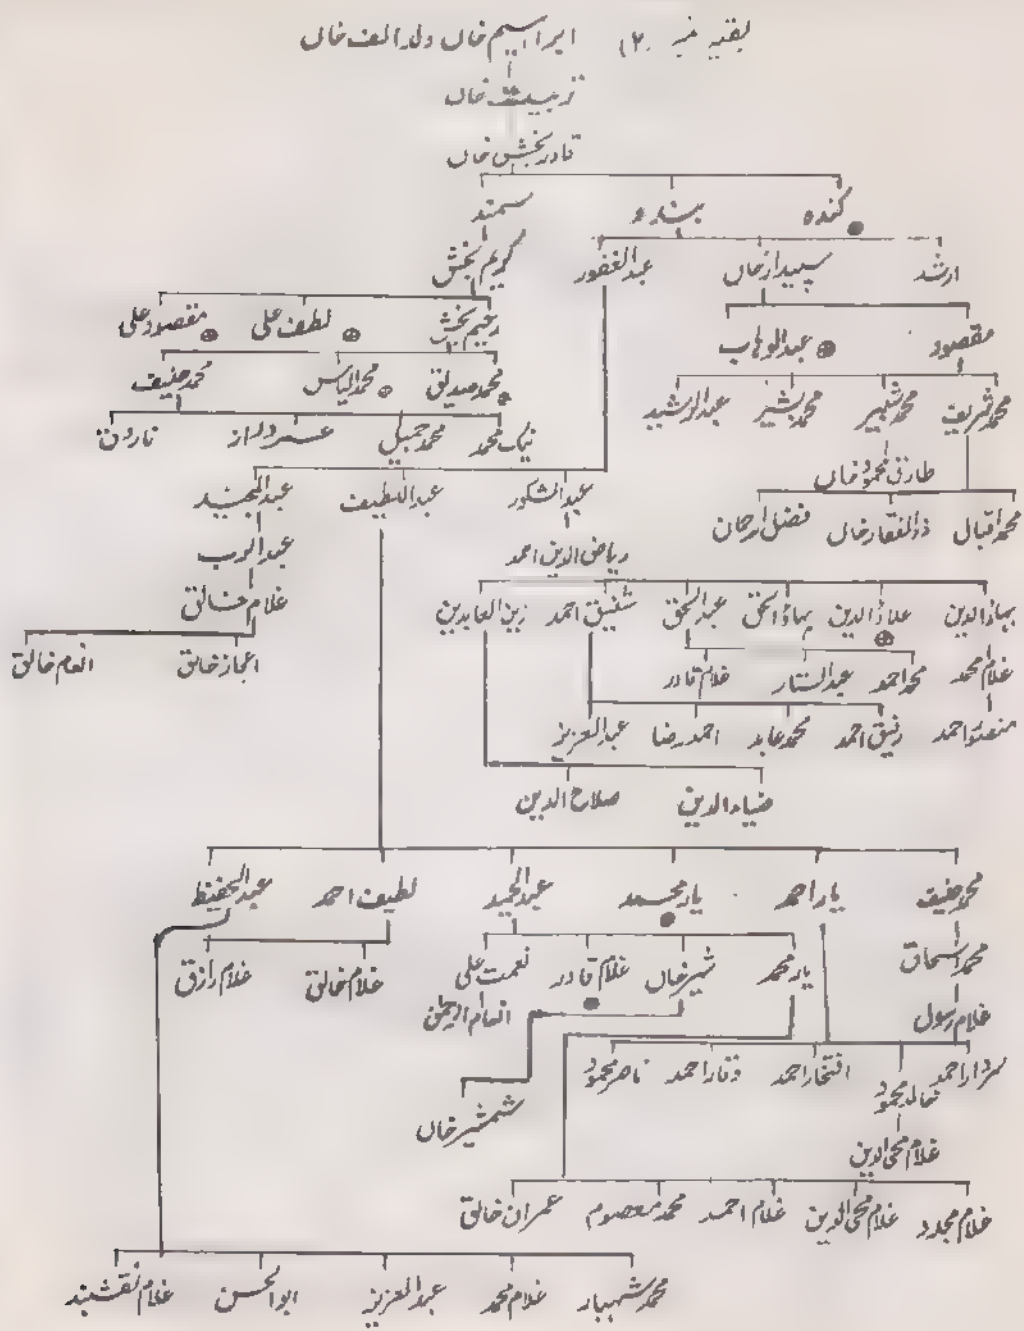 بقیہ نمبر (۲) ابراہیم خاں ولد الف خاں
تربیت خاں
قادر بخش خاں
کندہ بندو سمند
کریم بخش
ارشد سپیدار خاں عبدالغفور
رحیم بخش لطف علی مقصود علی
مقصود عبدالوہاب
محمد صدیق محمد الیاس محمد حنیف
محمد شریف محمد شبیر محمد بشیر عبدالرشید
نیک محمد محمد جمیل عمر دراز ہارون
طارق محمود خاں
عبدالشکور عبداللطیف عبدالمجید
محمد اقبال ذوالفقار خاں فضل الرحمان
ریاض الدین احمد
عبدالرب
غلام خالق
بہاؤالدین علاؤالدین بہاؤالحق عبدالحق شفیق احمد زین العابدین
اعجاز خالق انعام خالق
غلام محمد محمد احمد عبدالستار غلام قادر
احمد رفیق احمد محمد عابد احمد رضا عبدالعزیز
ضیاءالدین صلاح الدین
محمد حنیف یار احمد یار محمد عبدالحمید لطیف احمد عبدالحفیظ
محمد اسحاق
یار محمد شیر خاں غلام قادر نعمت علی غلام خالق غلام رازق
غلام رسول
انعام الرحمٰن
سردار احمد خالد محمود افتخار احمد وقار احمد ناصر محمود
شمشیر خاں
غلام محی الدین
غلام مجدد غلام محی الدین غلام احمد محمد معصوم عمران خالق
محمد شہباز غلام محمد عبدالعزیز ابوالحسن غلام نقشبند